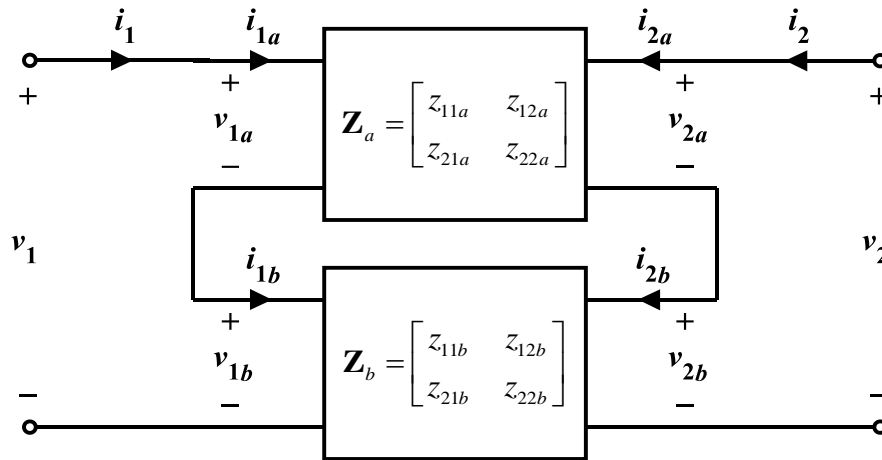 i1 i1a i2a i2
+ + + +
v1a Za = [z11a z12a z21a z22a] v2a
− −
v1 i1b i2b v2
+ +
v1b Zb = [z11b z12b z21b z22b] v2b
− − − −